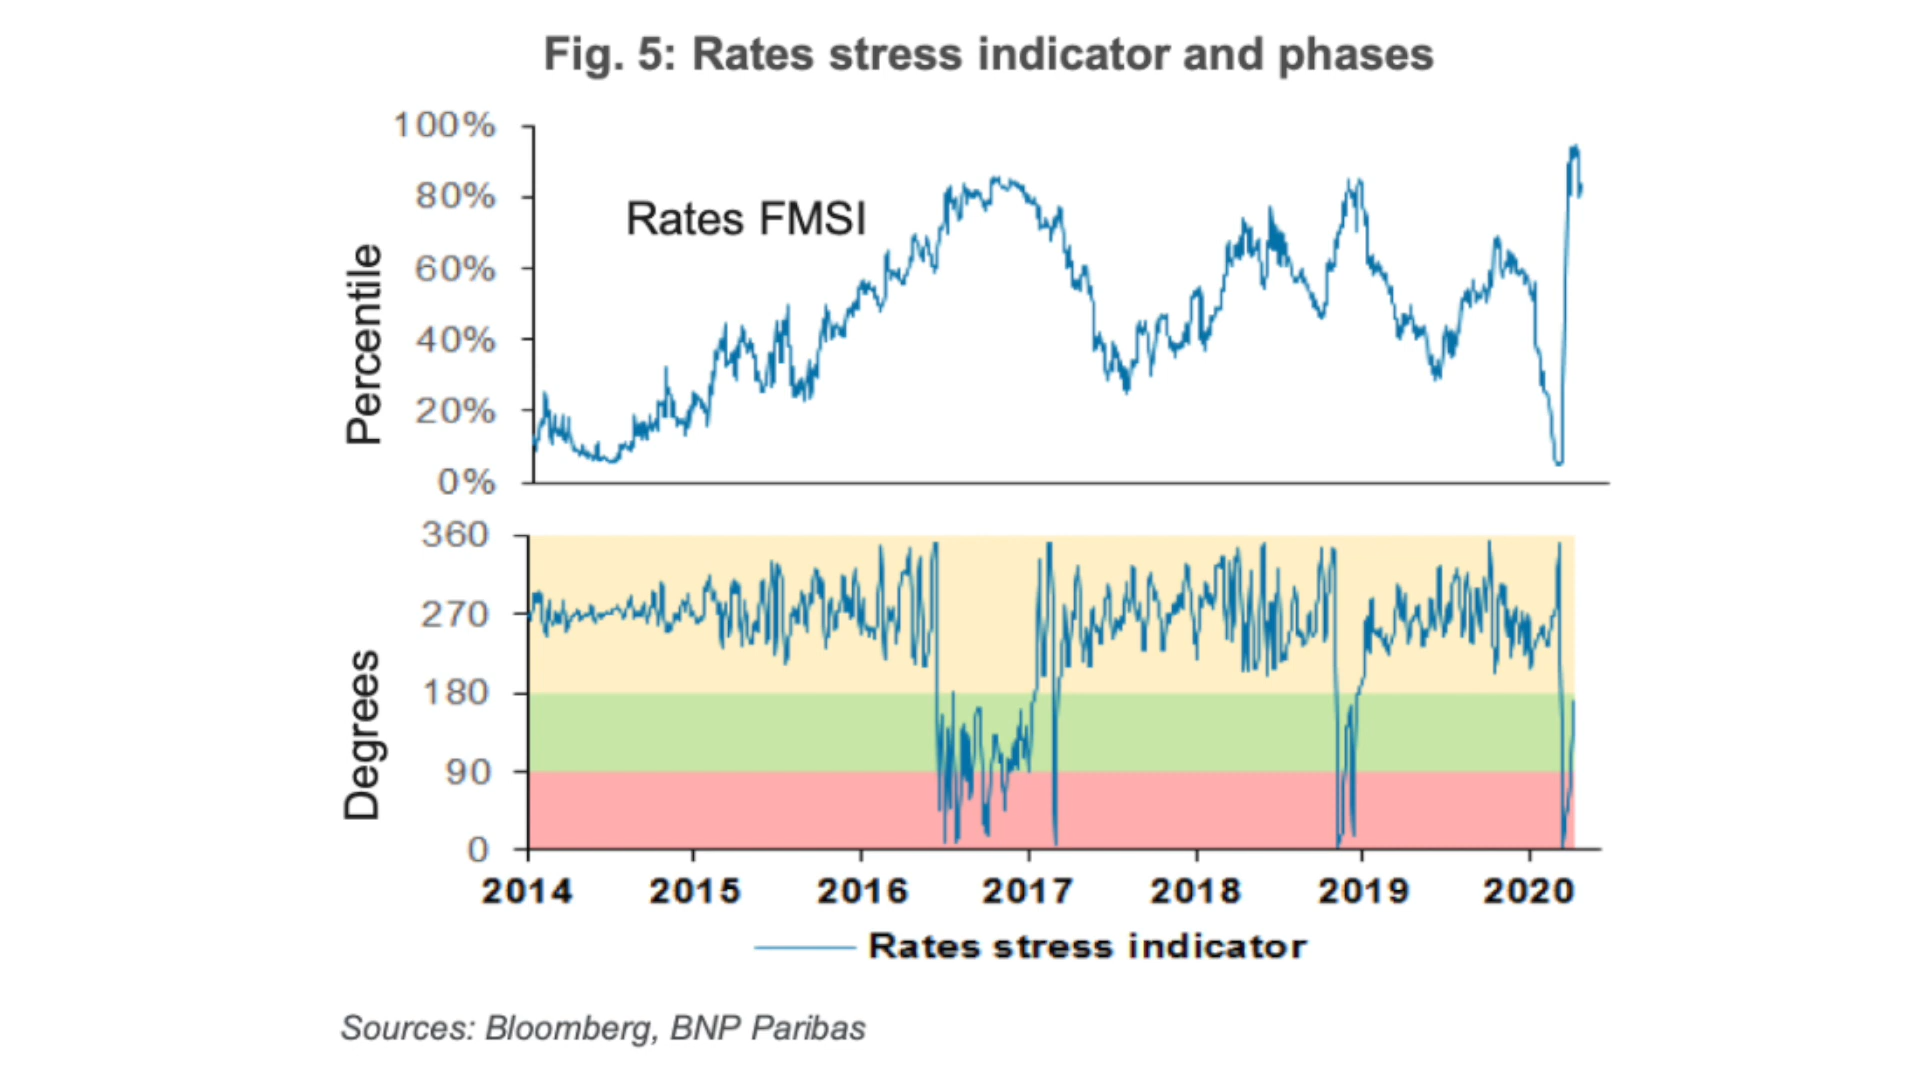 Fig. 5: Rates stress indicator and phases
100%
80%
60%
40%
20%
0%
Percentile
Rates FMSI
360
270
180
90
0
Degrees
2014 2015 2016 2017 2018 2019 2020
Rates stress indicator
Sources: Bloomberg, BNP Paribas